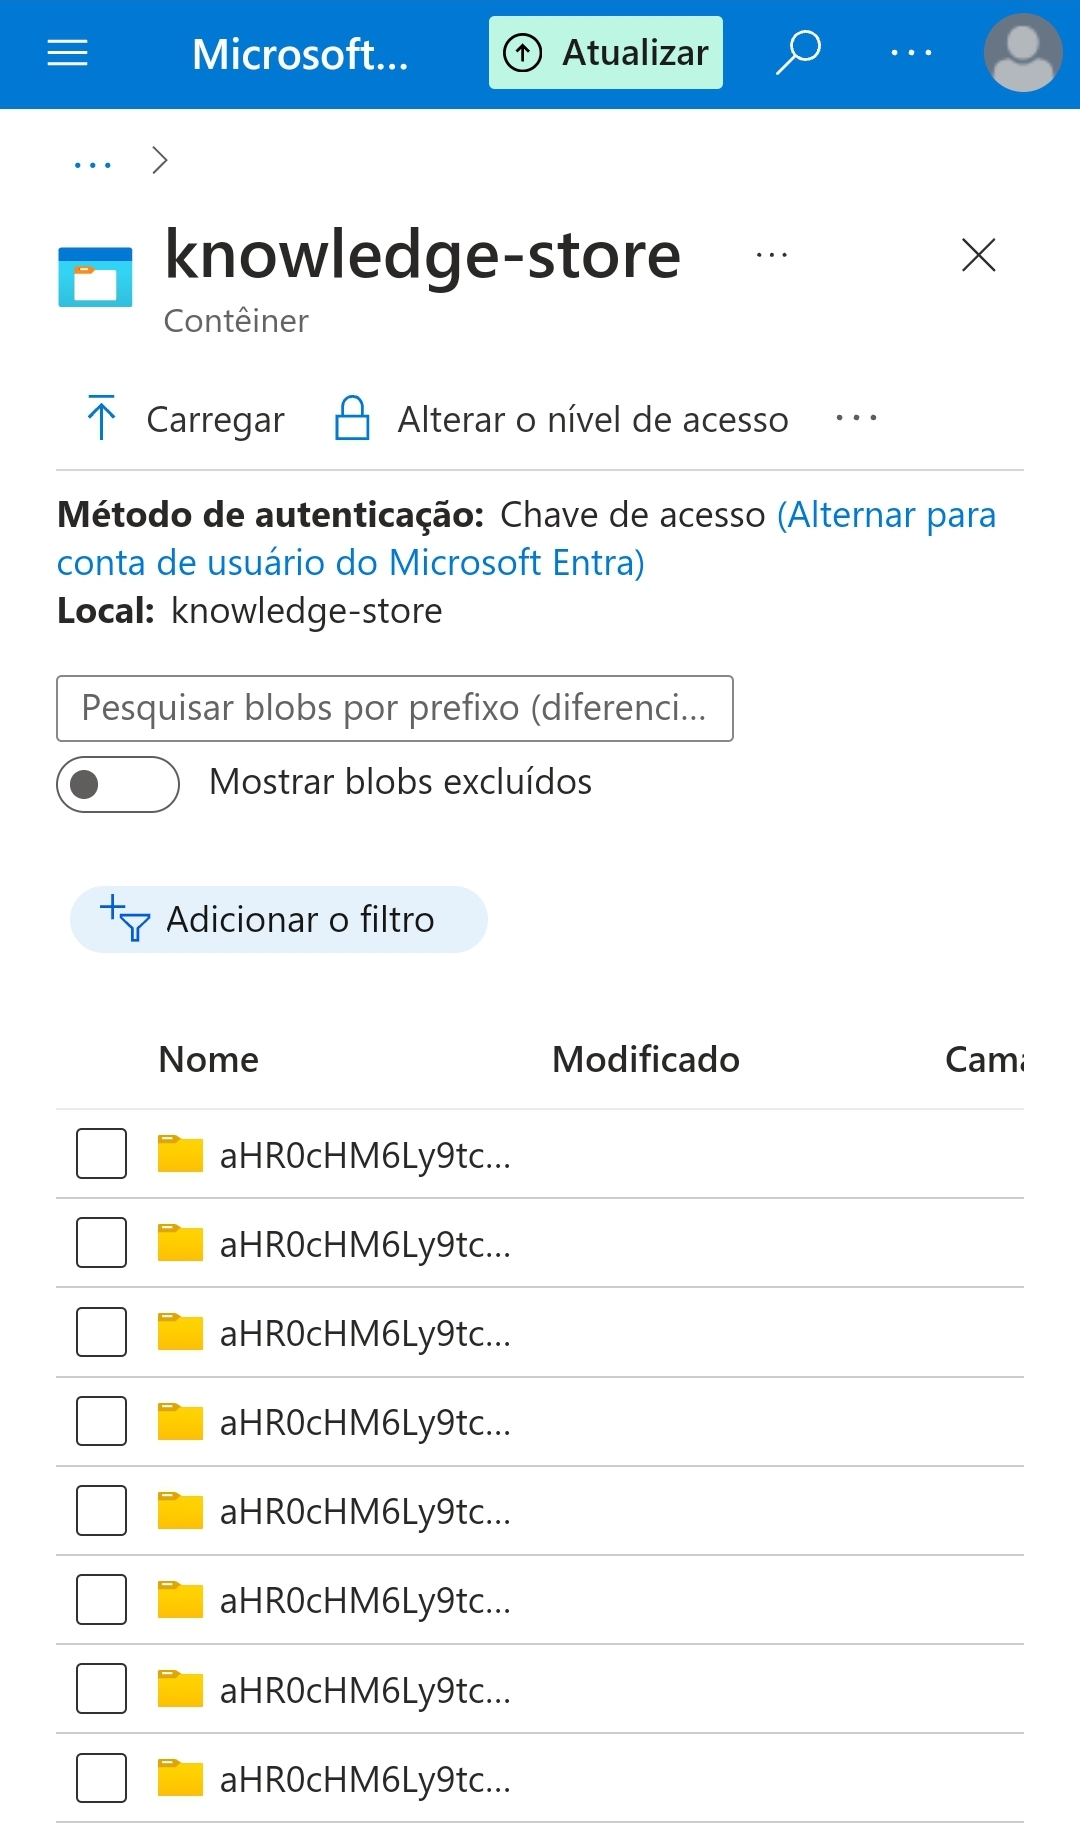 Microsoft...
Atualizar
...
...
knowledge-store
...
Contêiner
Carregar
Alterar o nível de acesso
...
Método de autenticação: Chave de acesso (Alternar para
conta de usuário do Microsoft Entra)
Local: knowledge-store
Pesquisar blobs por prefixo (diferenci...
Mostrar blobs excluídos
Adicionar o filtro
Nome Modificado Cama
aHR0cHM6Ly9tc...
aHR0cHM6Ly9tc...
aHR0cHM6Ly9tc...
aHR0cHM6Ly9tc...
aHR0cHM6Ly9tc...
aHR0cHM6Ly9tc...
aHR0cHM6Ly9tc...
aHR0cHM6Ly9tc...